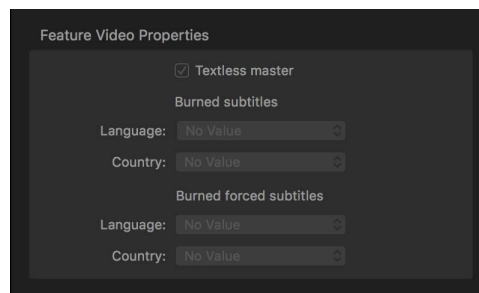 Feature Video Properties
Textless master
Burned subtitles
Language: No Value
Country: No Value
Burned forced subtitles
Language: No Value
Country: No Value